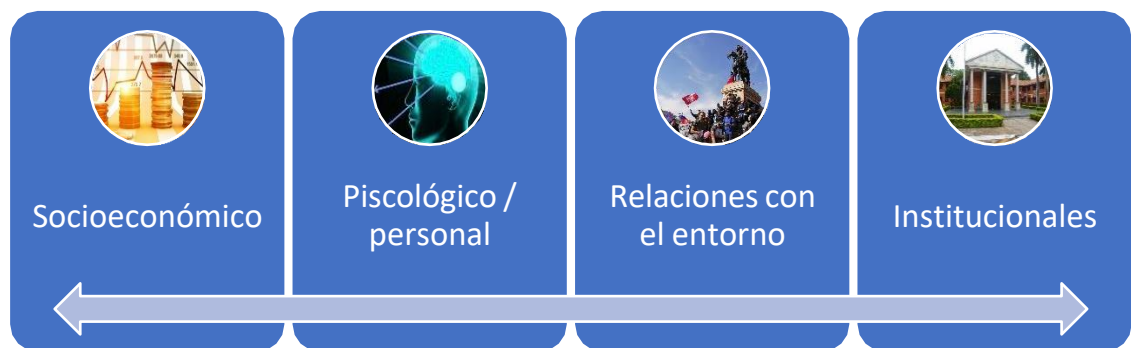 Socioeconómico
Piscológico /
personal
Relaciones con
el entorno
Institucionales